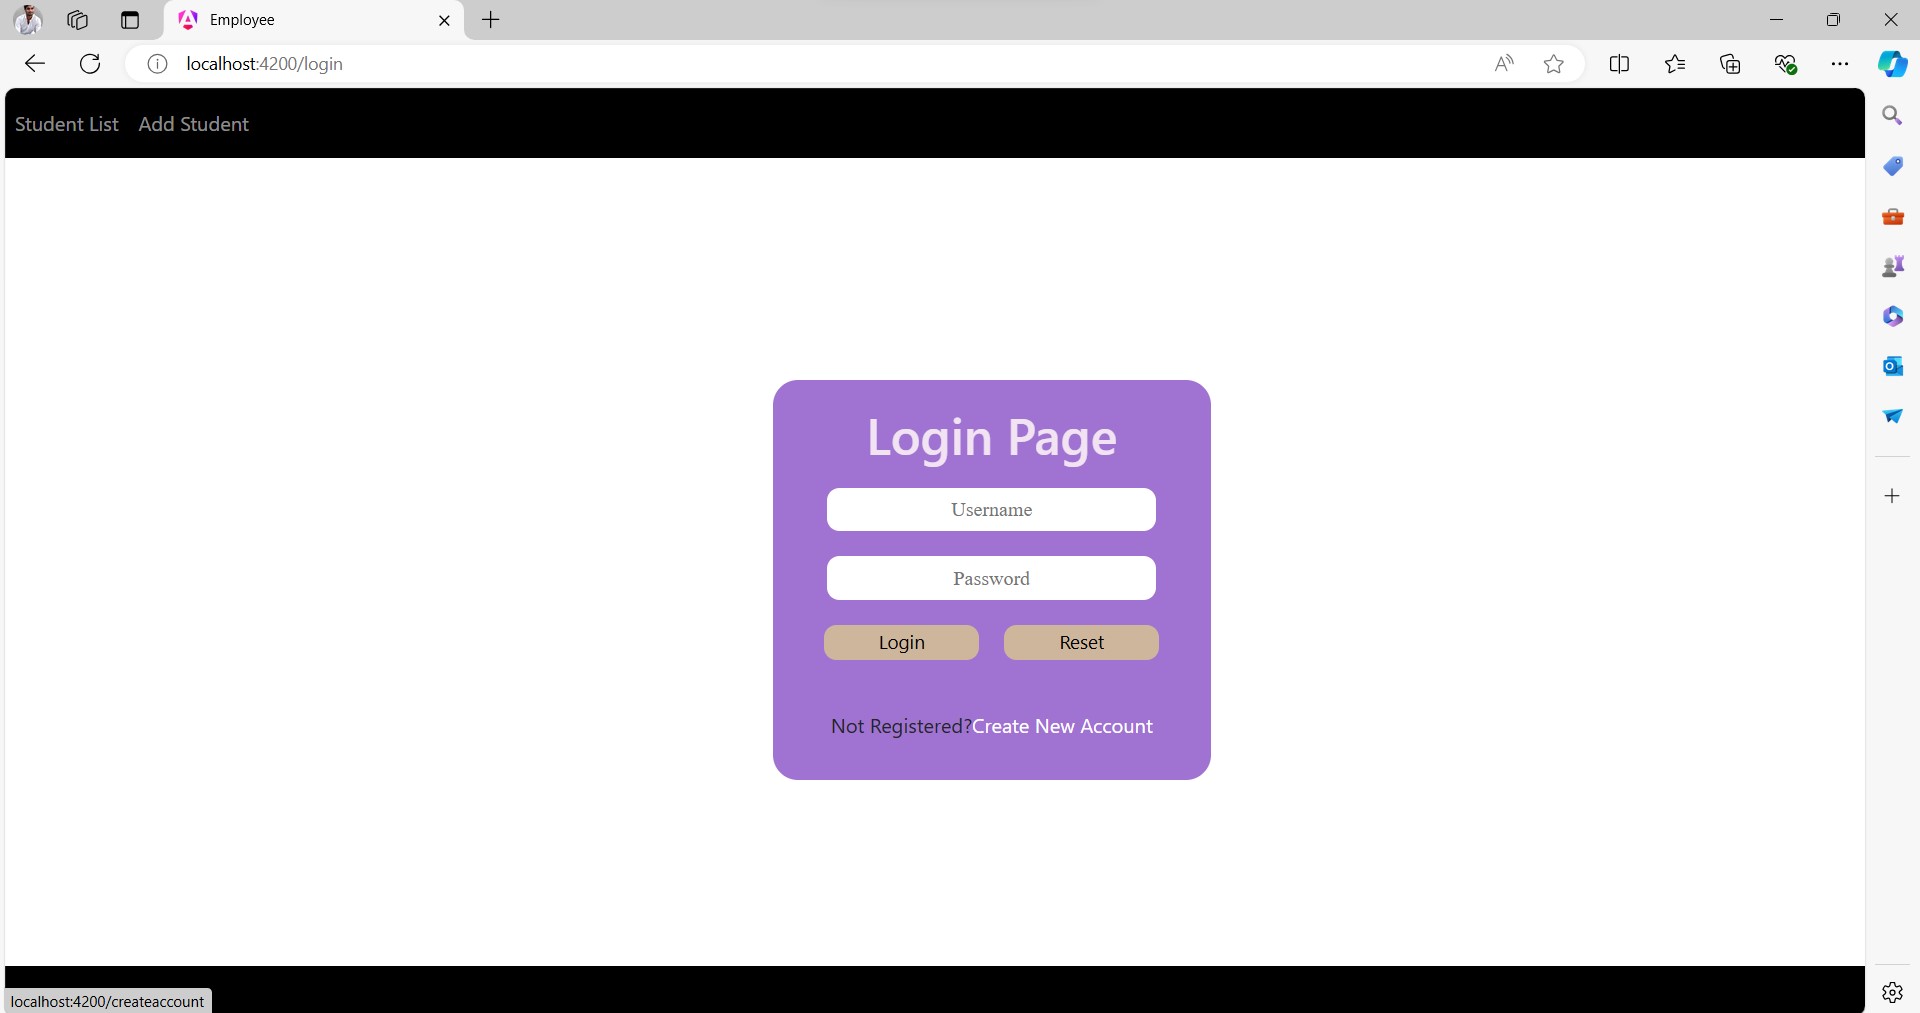 Employee
localhost:4200/login
Student List Add Student
Login Page
Username
Password
Login Reset
Not Registered?Create New Account
localhost:4200/createaccount